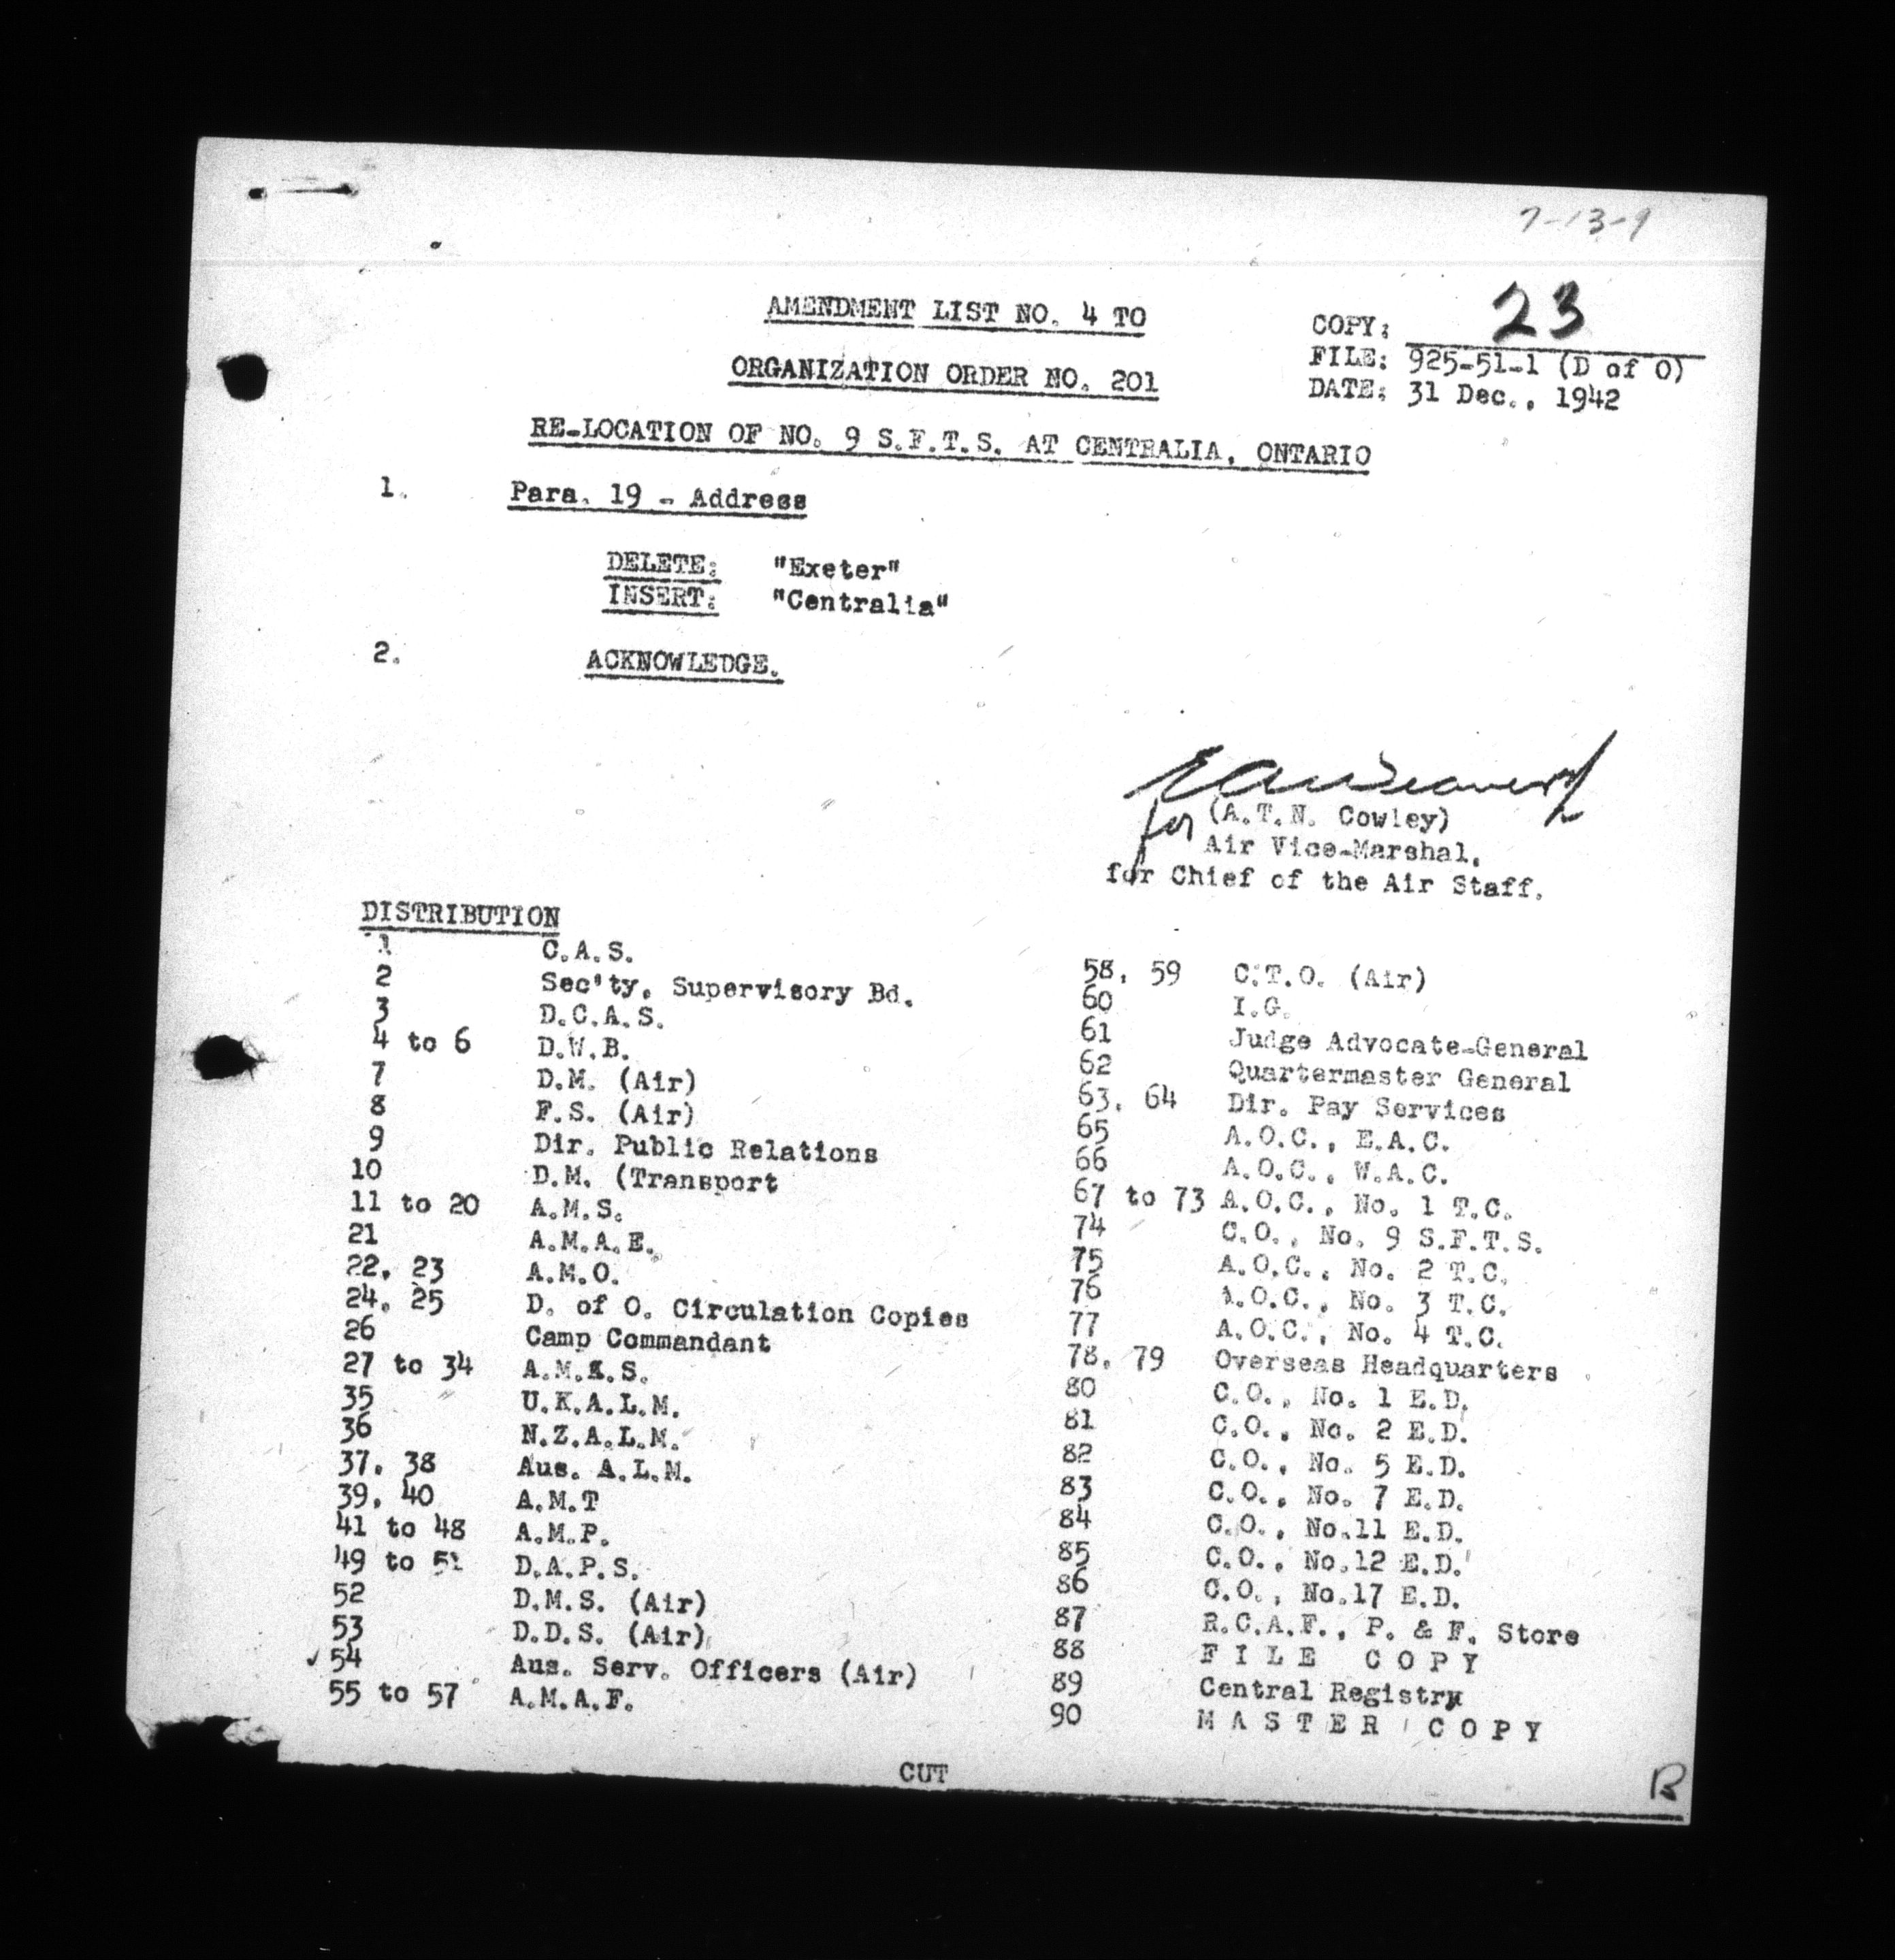 7-13-9
AMENDMENT LIST NO. 4 TO
ORGANIZATION ORDER NO. 201
COPY: 23
FILE: 925-51-1 (D of O)
DATE: 31 Dec., 1942
RE-LOCATION OF NO. 9 S.F.T.S. AT CENTRALIA, ONTARIO
1. Para. 19 - Address
DELETE: "Exeter"
INSERT: "Centralia"
2. ACKNOWLEDGE.
for (A.T.N. Cowley)
Air Vice-Marshal,
for Chief of the Air Staff.
DISTRIBUTION
1 C.A.S.
2 Sec'ty, Supervisory Bd.
3 D.C.A.S.
4 to 6 D.W.B.
7 D.M. (Air)
8 F.S. (Air)
9 Dir. Public Relations
10 D.M. (Transport
11 to 20 A.M.S.
21 A.M.A.E.
22, 23 A.M.O.
24, 25 D. of O. Circulation Copies
26 Camp Commandant
27 to 34 A.M.S.
35 U.K.A.L.M.
36 N.Z.A.L.M.
37, 38 Aus. A.L.M.
39, 40 A.M.T
41 to 48 A.M.P.
49 to 51 D.A.P.S.
52 D.M.S. (Air)
53 D.D.S. (Air)
54 Aus. Serv. Officers (Air)
55 to 57 A.M.A.F.
58, 59 C.T.O. (Air)
60 I.G.
61 Judge Advocate-General
62 Quartermaster General
63, 64 Dir. Pay Services
65 A.O.C., E.A.C.
66 A.O.C., W.A.C.
67 to 73 A.O.C., No. 1 T.C.
74 C.O., No. 9 S.F.T.S.
75 A.O.C., No. 2 T.C.
76 A.O.C., No. 3 T.C.
77 A.O.C., No. 4 T.C.
78, 79 Overseas Headquarters
80 C.O., No. 1 E.D.
81 C.O., No. 2 E.D.
82 C.O., No. 5 E.D.
83 C.O., No. 7 E.D.
84 C.O., No.11 E.D.
85 C.O., No.12 E.D.
86 C.O., No.17 E.D.
87 R.C.A.F., P. & F. Store
88 FILE COPY
89 Central Registry
90 MASTER COPY
CUT
B